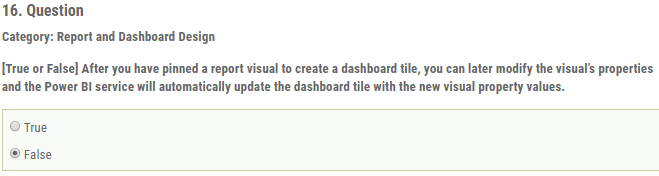 16. Question
Category: Report and Dashboard Design
[True or False] After you have pinned a report visual to create a dashboard tile, you can later modify the visual's properties
and the Power BI service will automatically update the dashboard tile with the new visual property values.
True
False